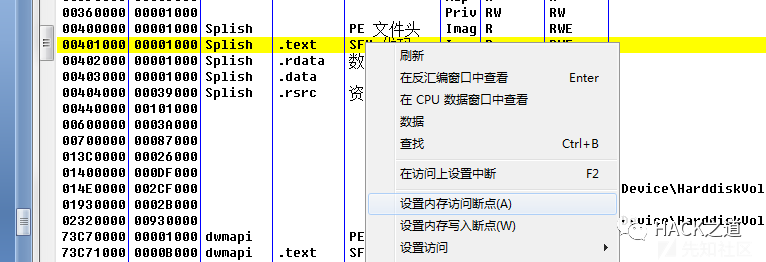 00360000 00001000 Priv RW RW
00400000 00001000 Splish PE 文件头 Imag R RWE
00401000 00001000 Splish .text SFX
00402000 00001000 Splish .rdata 数
00403000 00001000 Splish .data
00404000 00039000 Splish .rsrc 资
00440000 00101000
00600000 0003A000
00700000 00087000
013C0000 00026000
01400000 000DF000
014E0000 002CF000 Device\HarddiskVol
01930000 0002B000
02320000 00930000 Device\HarddiskVol
73C70000 00001000 dwmapi PE
73C71000 0000B000 dwmapi .text SF
刷新
在反汇编窗口中查看 Enter
在 CPU 数据窗口中查看
数据
查找 Ctrl+B
在访问上设置中断 F2
设置内存访问断点(A)
设置内存写入断点(W)
设置访问
HACK之道
先知社区